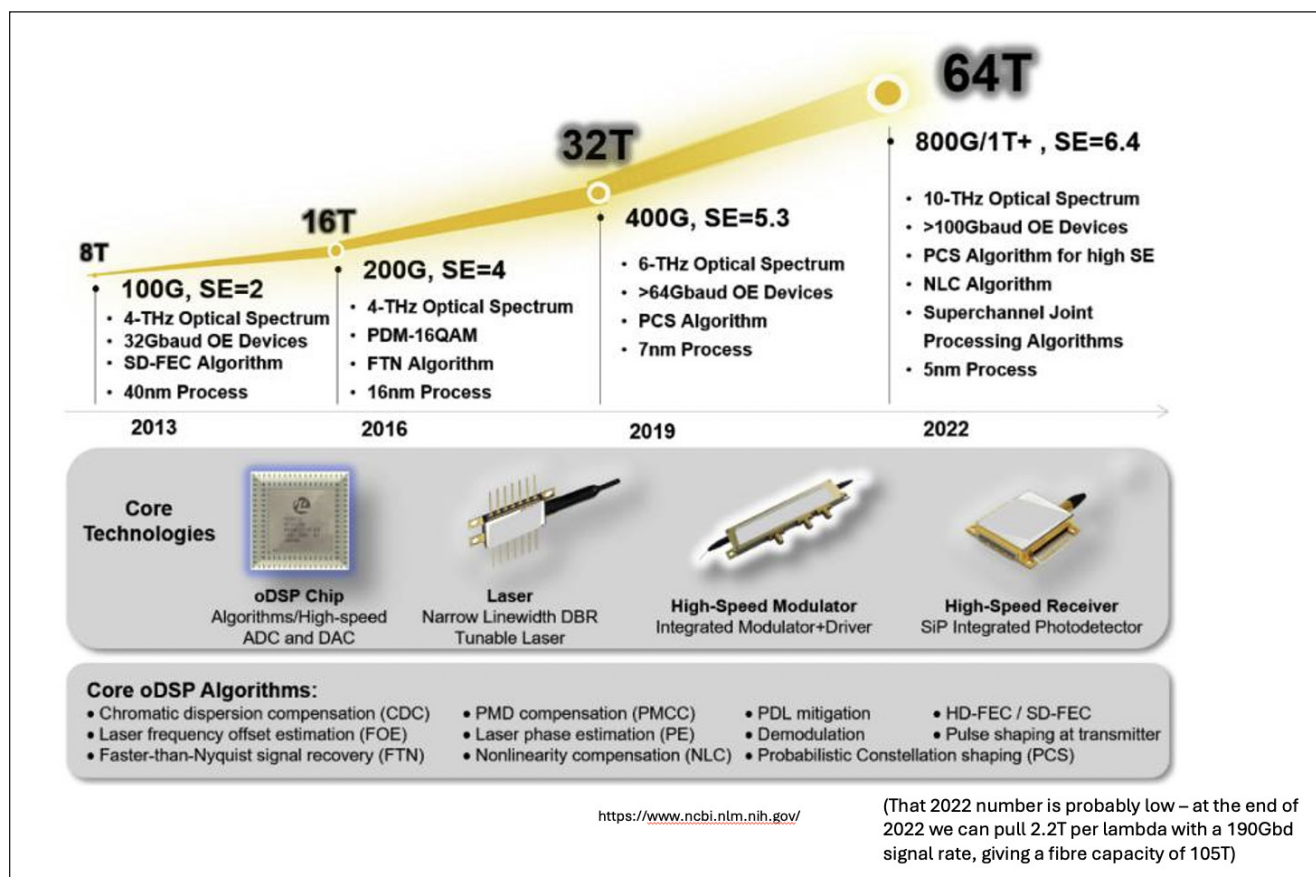 64T
32T
16T
8T
100G, SE=2
• 4-THz Optical Spectrum
• 32Gbaud OE Devices
• SD-FEC Algorithm
• 40nm Process
200G, SE=4
• 4-THz Optical Spectrum
• PDM-16QAM
• FTN Algorithm
• 16nm Process
400G, SE=5.3
• 6-THz Optical Spectrum
• >64Gbaud OE Devices
• PCS Algorithm
• 7nm Process
800G/1T+ , SE=6.4
• 10-THz Optical Spectrum
• >100Gbaud OE Devices
• PCS Algorithm for high SE
• NLC Algorithm
• Superchannel Joint
Processing Algorithms
• 5nm Process
2013
2016
2019
2022
Core
Technologies
oDSP Chip
Algorithms/High-speed
ADC and DAC
Laser
Narrow Linewidth DBR
Tunable Laser
High-Speed Modulator
Integrated Modulator+Driver
High-Speed Receiver
SiP Integrated Photodetector
Core oDSP Algorithms:
• Chromatic dispersion compensation (CDC)
• Laser frequency offset estimation (FOE)
• Faster-than-Nyquist signal recovery (FTN)
• PMD compensation (PMCC)
• Laser phase estimation (PE)
• Nonlinearity compensation (NLC)
• PDL mitigation
• Demodulation
• Probabilistic Constellation shaping (PCS)
• HD-FEC / SD-FEC
• Pulse shaping at transmitter
https://www.ncbi.nlm.nih.gov/
(That 2022 number is probably low – at the end of
2022 we can pull 2.2T per lambda with a 190Gbd
signal rate, giving a fibre capacity of 105T)